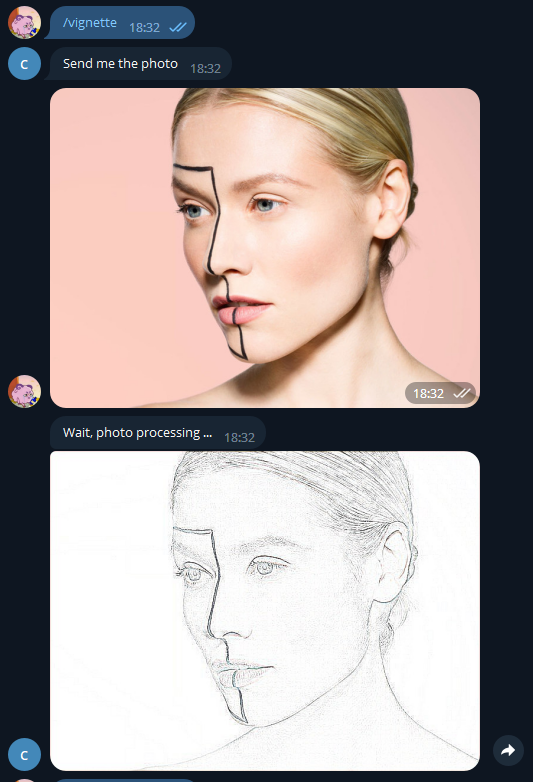 /vignette 18:32
C
Send me the photo 18:32
18:32
Wait, photo processing ... 18:32
C